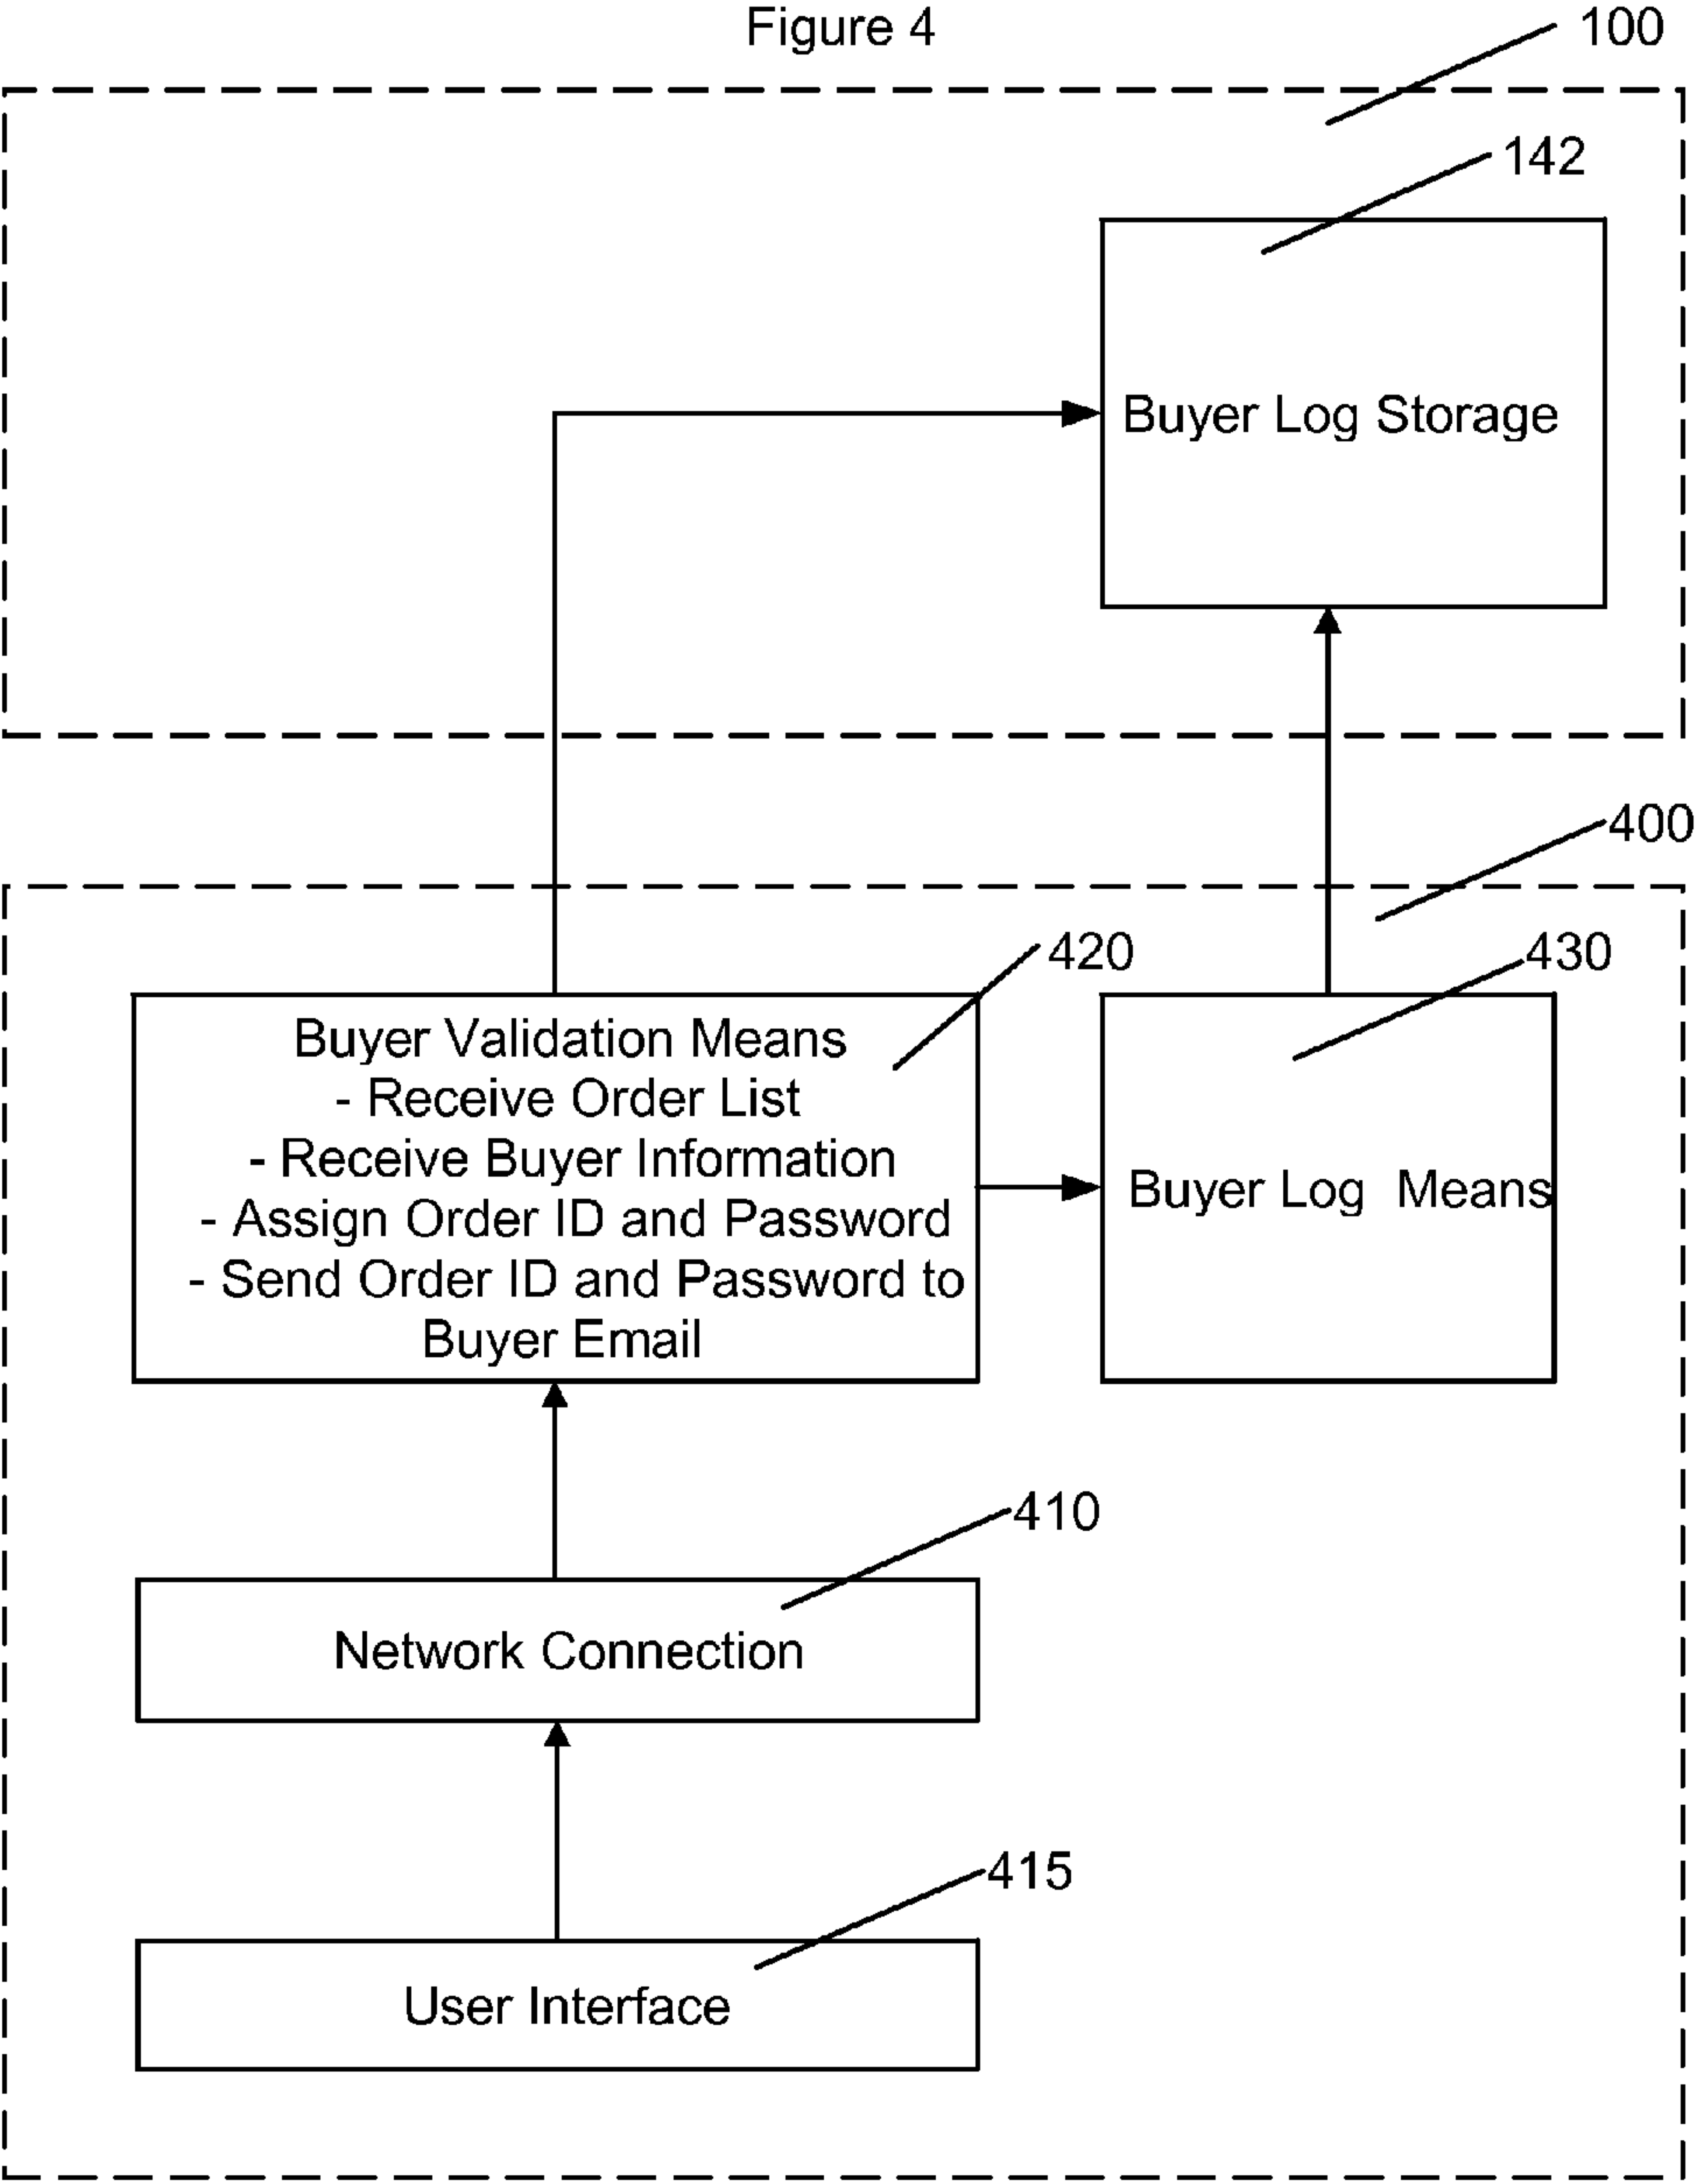 Figure 4
100
142
Buyer Log Storage
400
420
430
Buyer Validation Means
- Receive Order List
- Receive Buyer Information
- Assign Order ID and Password
- Send Order ID and Password to
Buyer Email
Buyer Log Means
410
Network Connection
415
User Interface